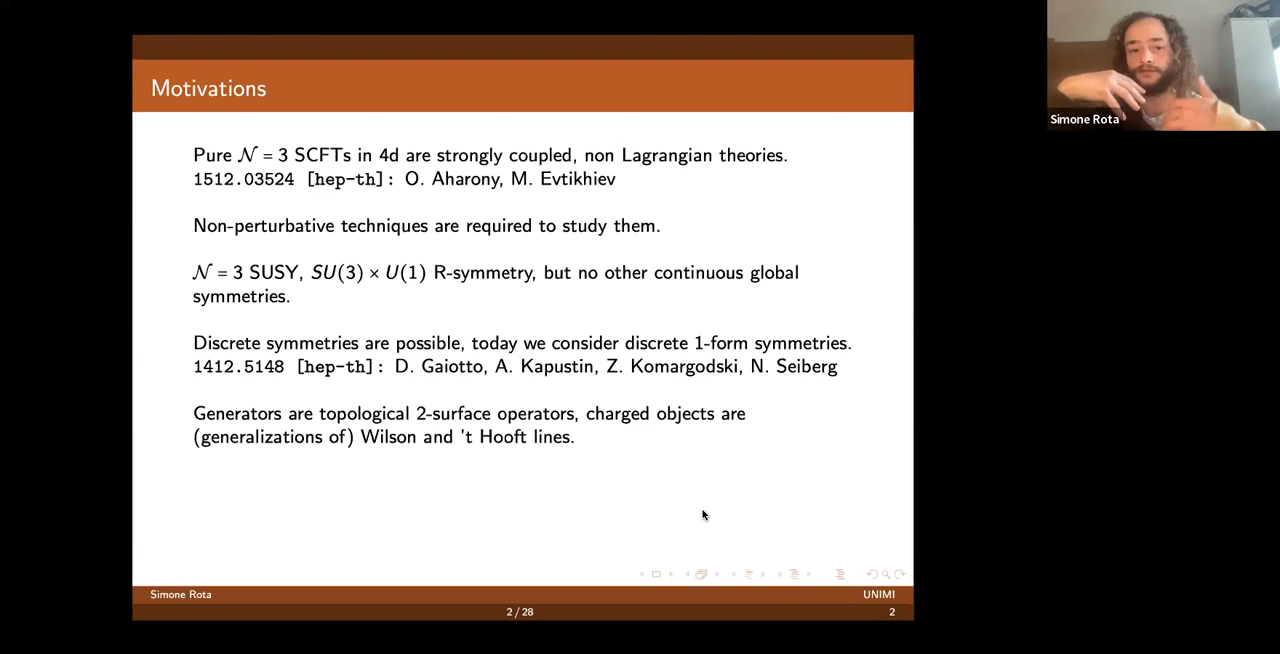 Motivations
Pure 𝒩 = 3 SCFTs in 4d are strongly coupled, non Lagrangian theories.
1512.03524 [hep-th]: O. Aharony, M. Evtikhiev
Non-perturbative techniques are required to study them.
𝒩 = 3 SUSY, SU(3) × U(1) R-symmetry, but no other continuous global
symmetries.
Discrete symmetries are possible, today we consider discrete 1-form symmetries.
1412.5148 [hep-th]: D. Gaiotto, A. Kapustin, Z. Komargodski, N. Seiberg
Generators are topological 2-surface operators, charged objects are
(generalizations of) Wilson and 't Hooft lines.
Simone Rota
UNIMI
2 / 28
2
Simone Rota